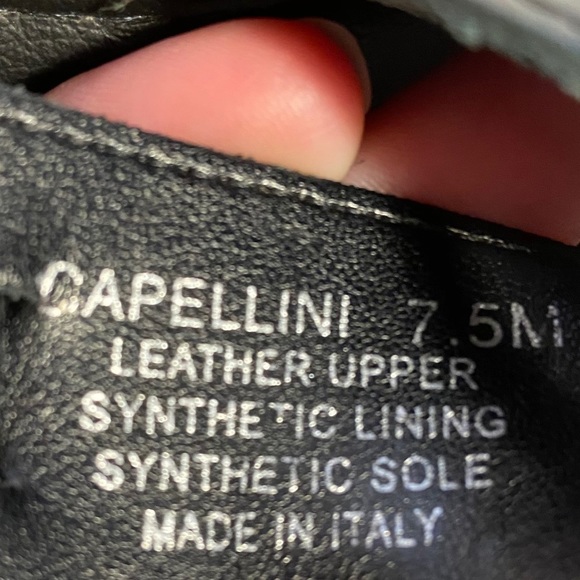 CAPELLINI 7.5M
LEATHER UPPER
SYNTHETIC LINING
SYNTHETIC SOLE
MADE IN ITALY